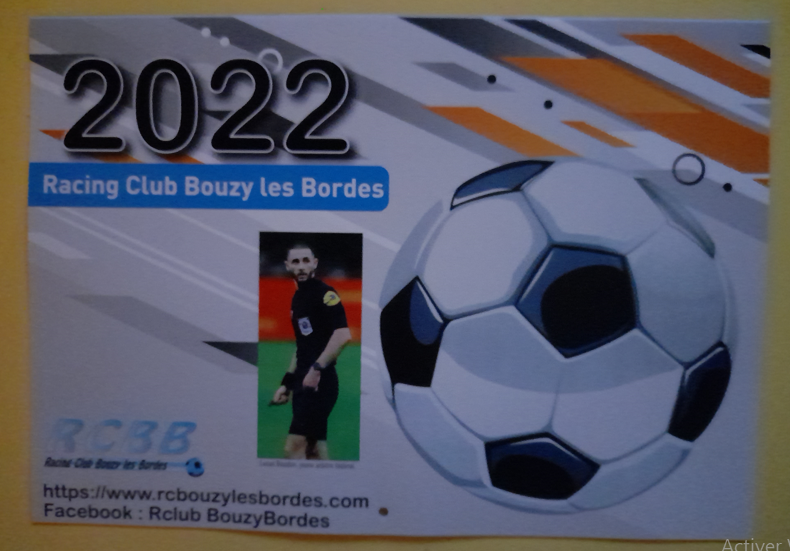 2022
Racing Club Bouzy les Bordes
RCBB
Racing Club Bouzy les Bordes
https://www.rcbouzylesbordes.com
Facebook : Rclub BouzyBordes
Activer